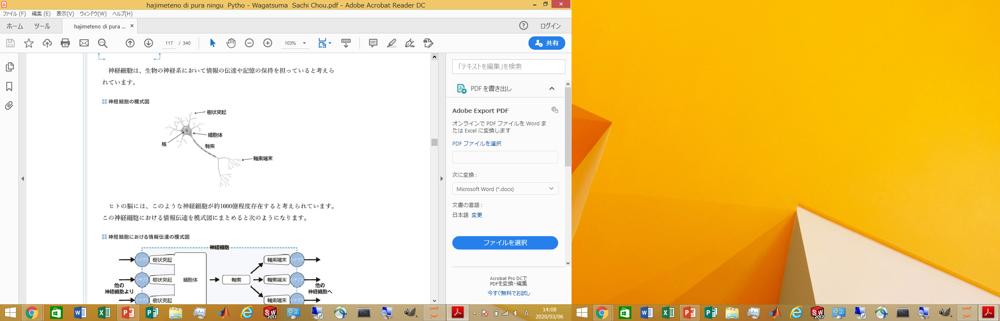 hajimeteno di pura ningu  Pytho - Wagatsuma  Sachi Chou.pdf - Adobe Acrobat Reader DC
ファイル (F) 編集 (E) 表示(V) ウィンドウ(W) ヘルプ(H)
ホーム ツール hajimeteno di pura ... × ? ログイン
117 / 340 103% 共有
神経細胞は、生物の神経系において情報の伝達や記憶の保持を担っていると考えら
れています。
神経細胞の模式図
樹状突起
細胞体
核
軸索
軸索端末
ヒトの脳には、このような神経細胞が約1000億程度存在すると考えられています。
この神経細胞における情報伝達を模式図にまとめると次のようになります。
神経細胞における情報伝達の模式図
神経細胞
シナプス 樹状突起 軸索端末 シナプス
シナプス 樹状突起 細胞体 軸索 軸索端末 シナプス
他の
神経細胞より
他の
神経細胞へ
シナプス 樹状突起 軸索端末 シナプス
「テキストを編集」を検索
PDF を書き出し
Adobe Export PDF
オンラインで PDF ファイルを Word ま
たは Excel に変換します
PDF ファイルを選択
次に変換 :
Microsoft Word (*.docx)
文書の言語 :
日本語 変更
ファイルを選択
Acrobat Pro DCで
PDFを変換・編集
今すぐ無料でお試し
SW
2017
A
14:08
2020/03/06
SW
2017